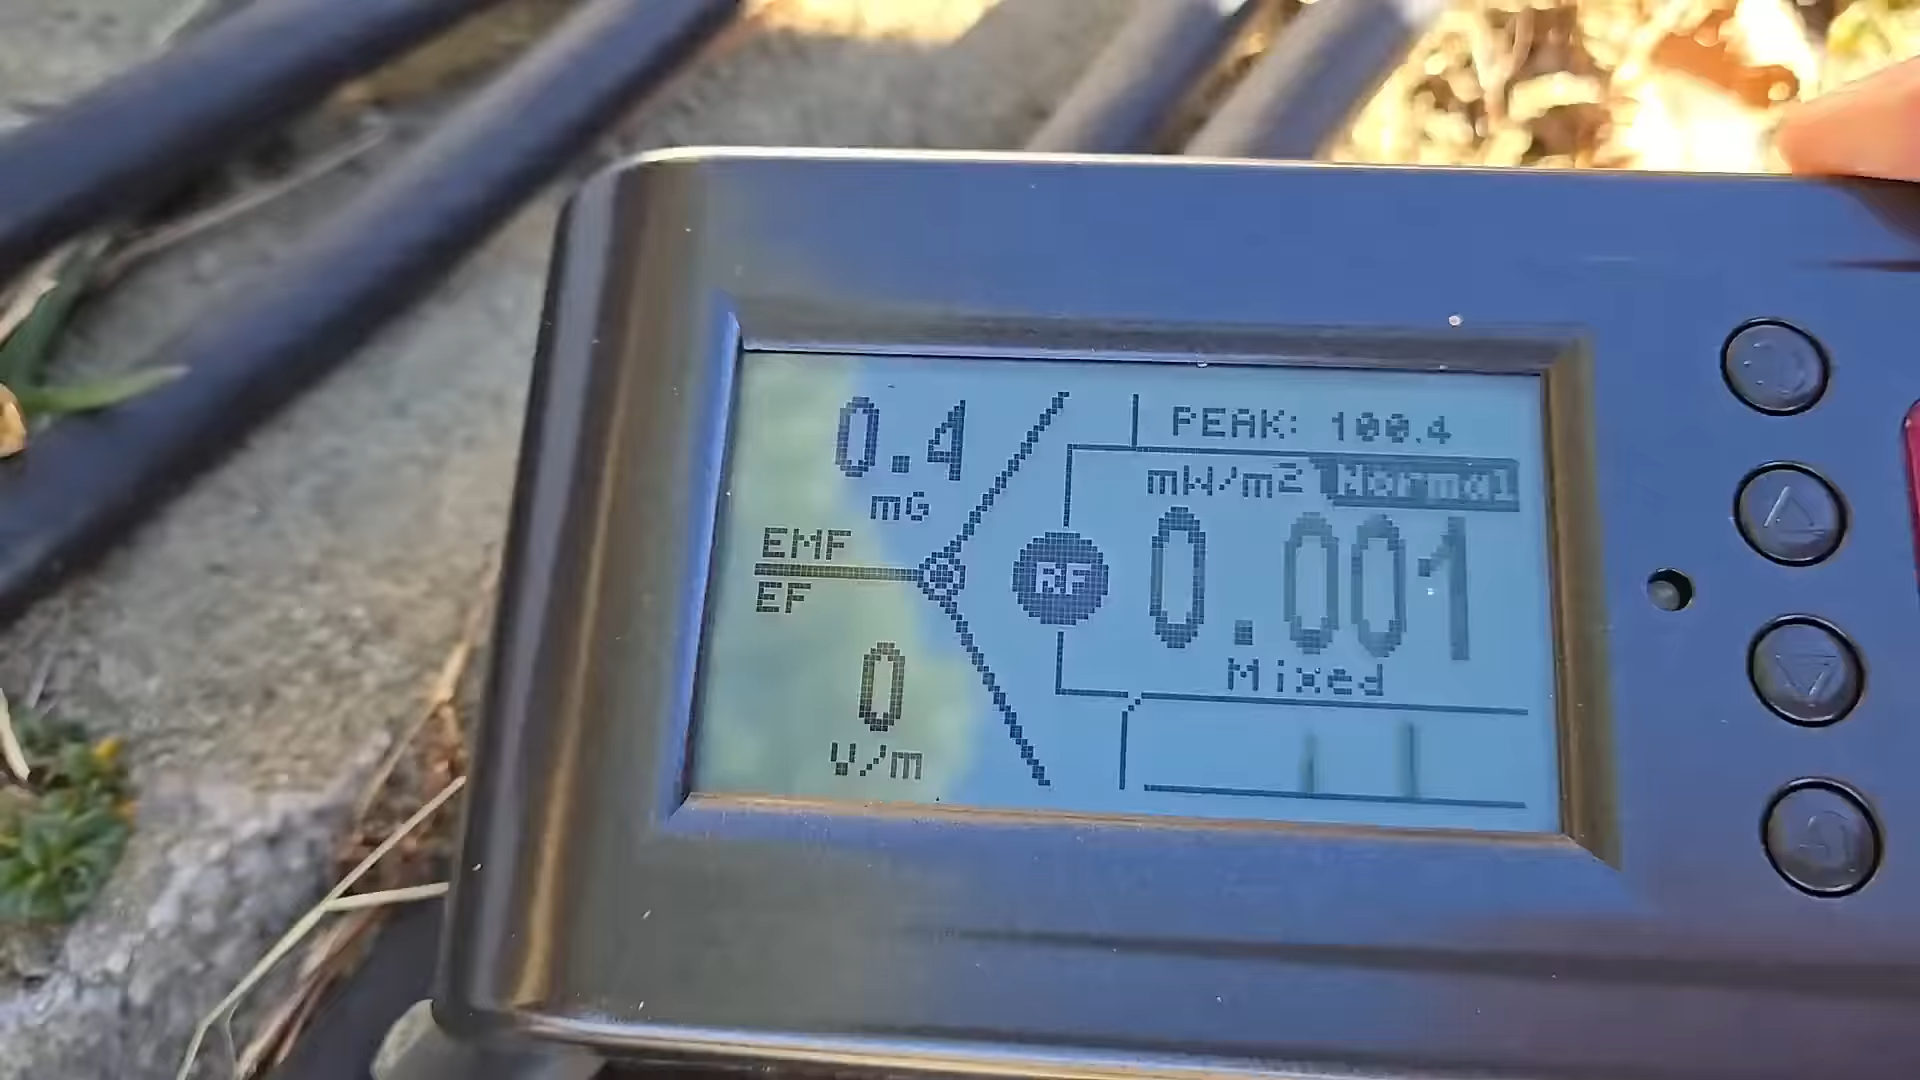 0.4
mG
EMF
EF
0
V/m
PEAK: 100.4
mW/m2 Normal
RF
0.001
Mixed